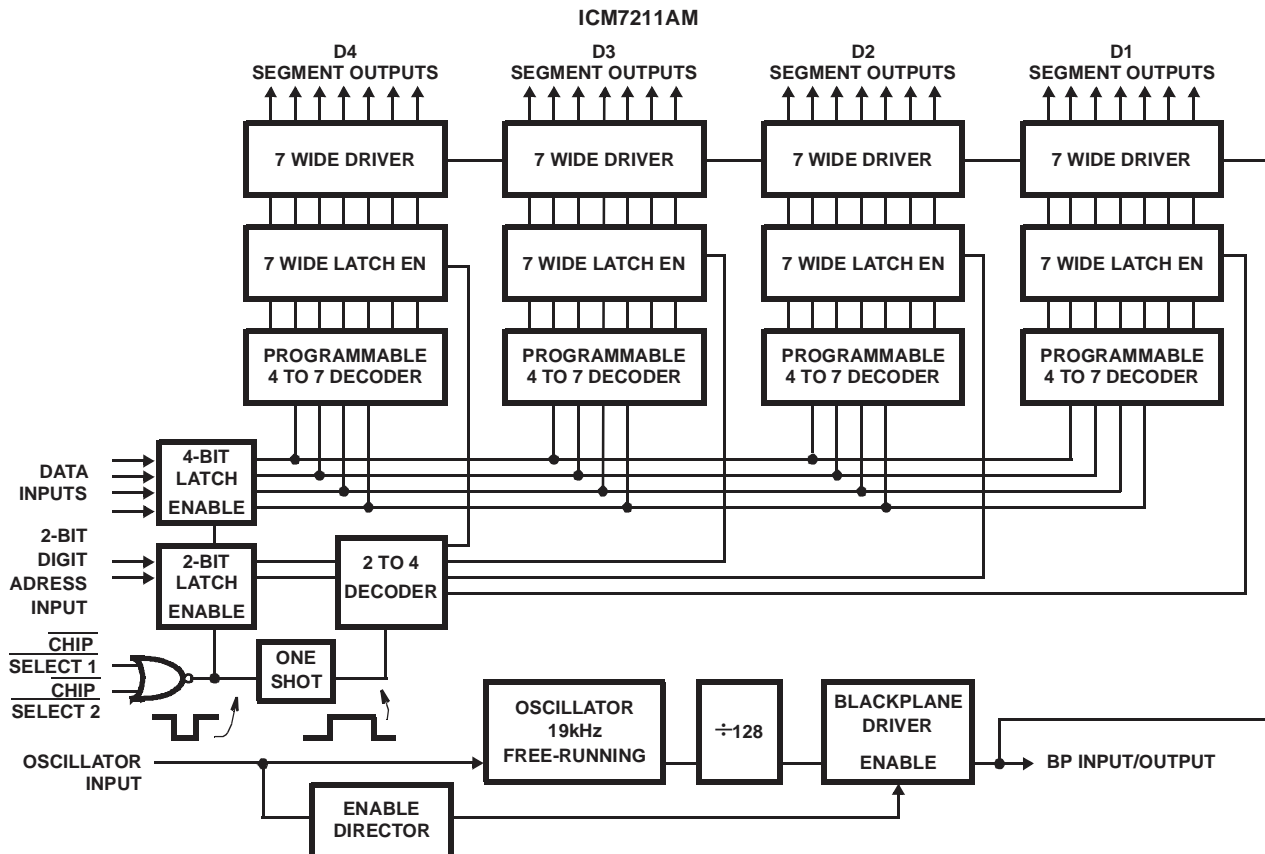 ICM7211AM
D4
SEGMENT OUTPUTS
D3
SEGMENT OUTPUTS
D2
SEGMENT OUTPUTS
D1
SEGMENT OUTPUTS
7 WIDE DRIVER
7 WIDE DRIVER
7 WIDE DRIVER
7 WIDE DRIVER
7 WIDE LATCH EN
7 WIDE LATCH EN
7 WIDE LATCH EN
7 WIDE LATCH EN
PROGRAMMABLE
4 TO 7 DECODER
PROGRAMMABLE
4 TO 7 DECODER
PROGRAMMABLE
4 TO 7 DECODER
PROGRAMMABLE
4 TO 7 DECODER
DATA
INPUTS
4-BIT
LATCH
ENABLE
2-BIT
DIGIT
ADRESS
INPUT
2-BIT
LATCH
ENABLE
2 TO 4
DECODER
CHIP
SELECT 1
CHIP
SELECT 2
ONE
SHOT
OSCILLATOR
19kHz
FREE-RUNNING
÷128
BLACKPLANE
DRIVER
ENABLE
OSCILLATOR
INPUT
BP INPUT/OUTPUT
ENABLE
DIRECTOR